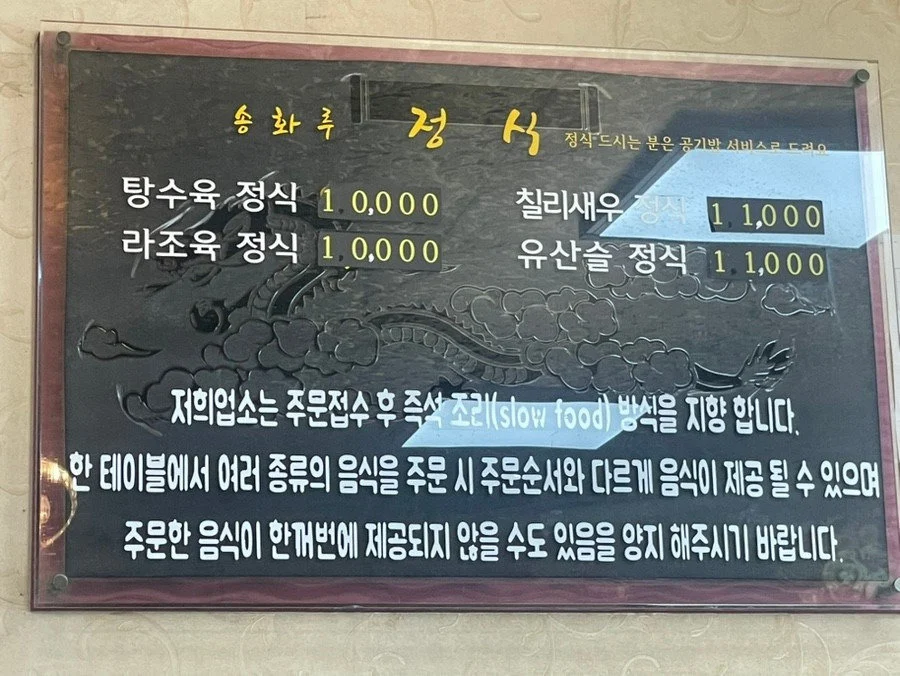 송화루 정식 정식 드시는 분은 공기밥 서비스로 드려요
탕수육 정식 10,000 칠리새우 정식 11,000
라조육 정식 10,000 유산슬 정식 11,000
저희업소는 주문접수 후 즉석 조리(slow food) 방식을 지향 합니다.
한 테이블에서 여러 종류의 음식을 주문 시 주문순서와 다르게 음식이 제공 될 수 있으며
주문한 음식이 한꺼번에 제공되지 않을 수도 있음을 양지 해주시기 바랍니다.